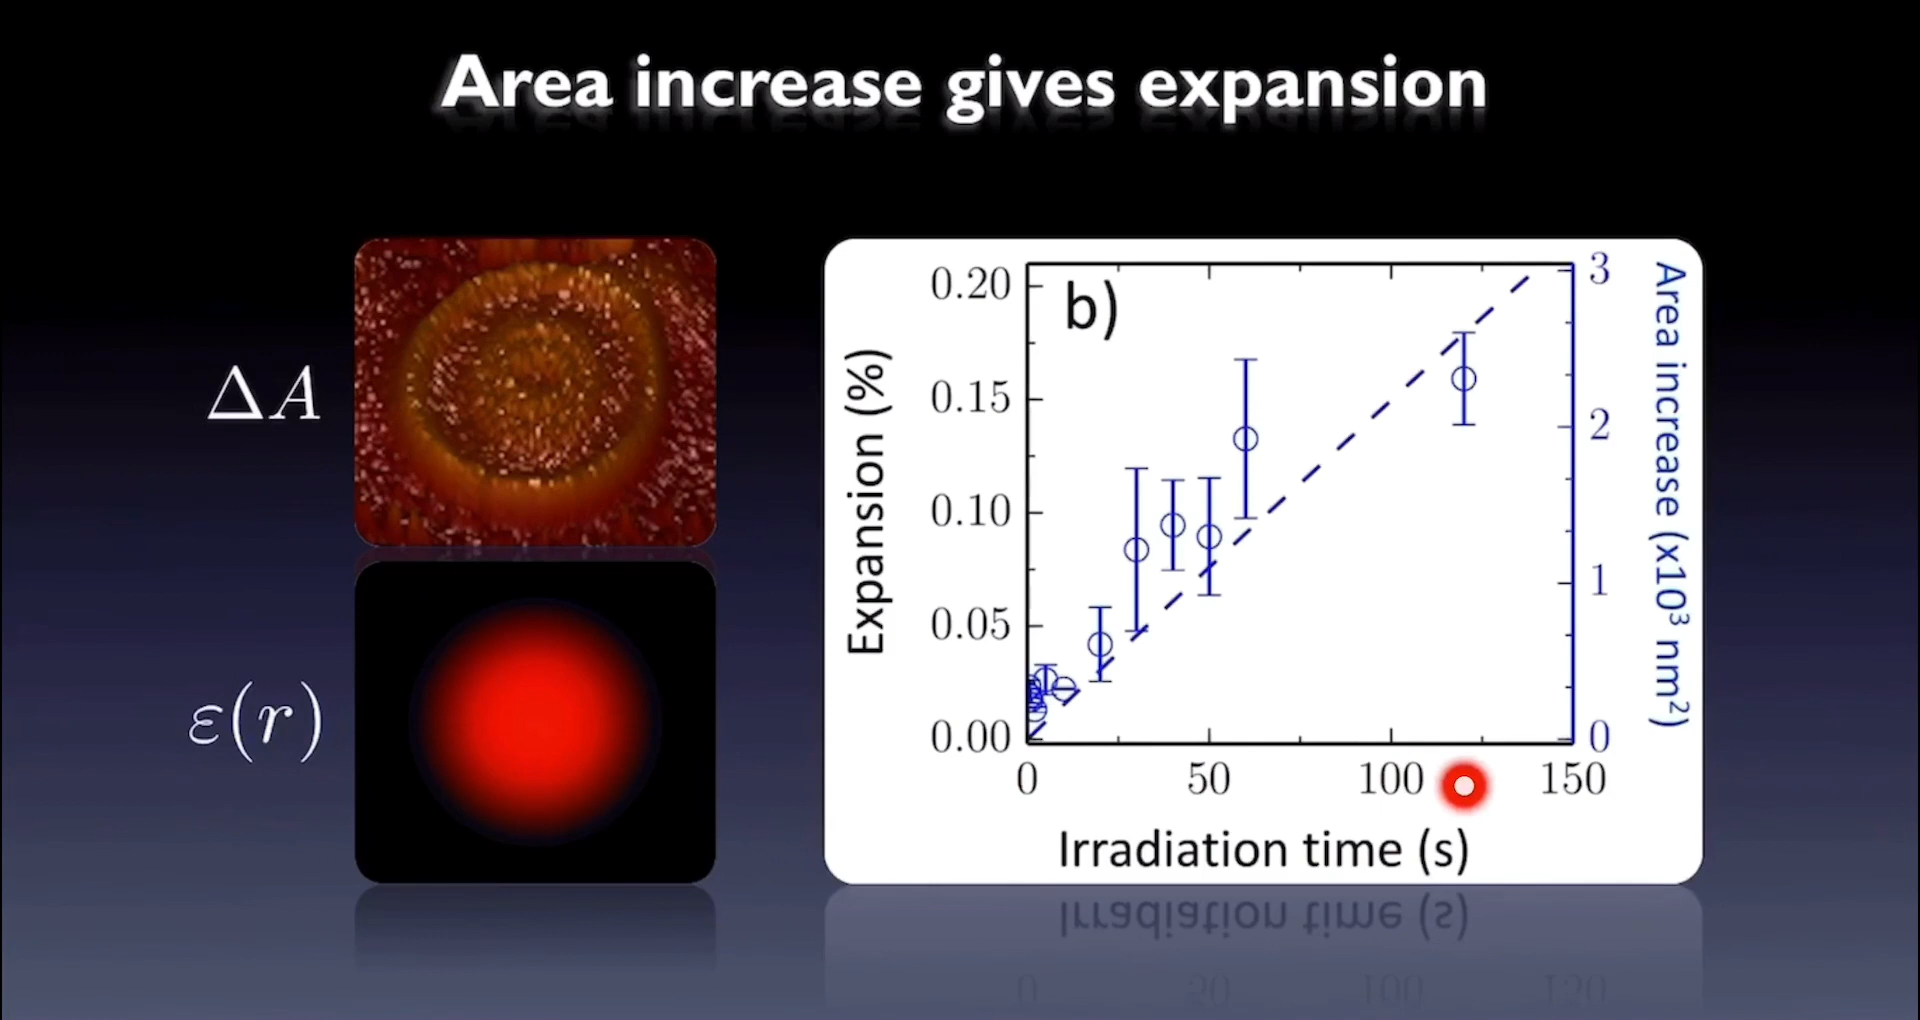 Area increase gives expansion
ΔA
ε(r)
b)
Expansion (%)
0.20
0.15
0.10
0.05
0.00
0
50
100
150
Irradiation time (s)
3
2
1
0
Area increase (x10³ nm²)